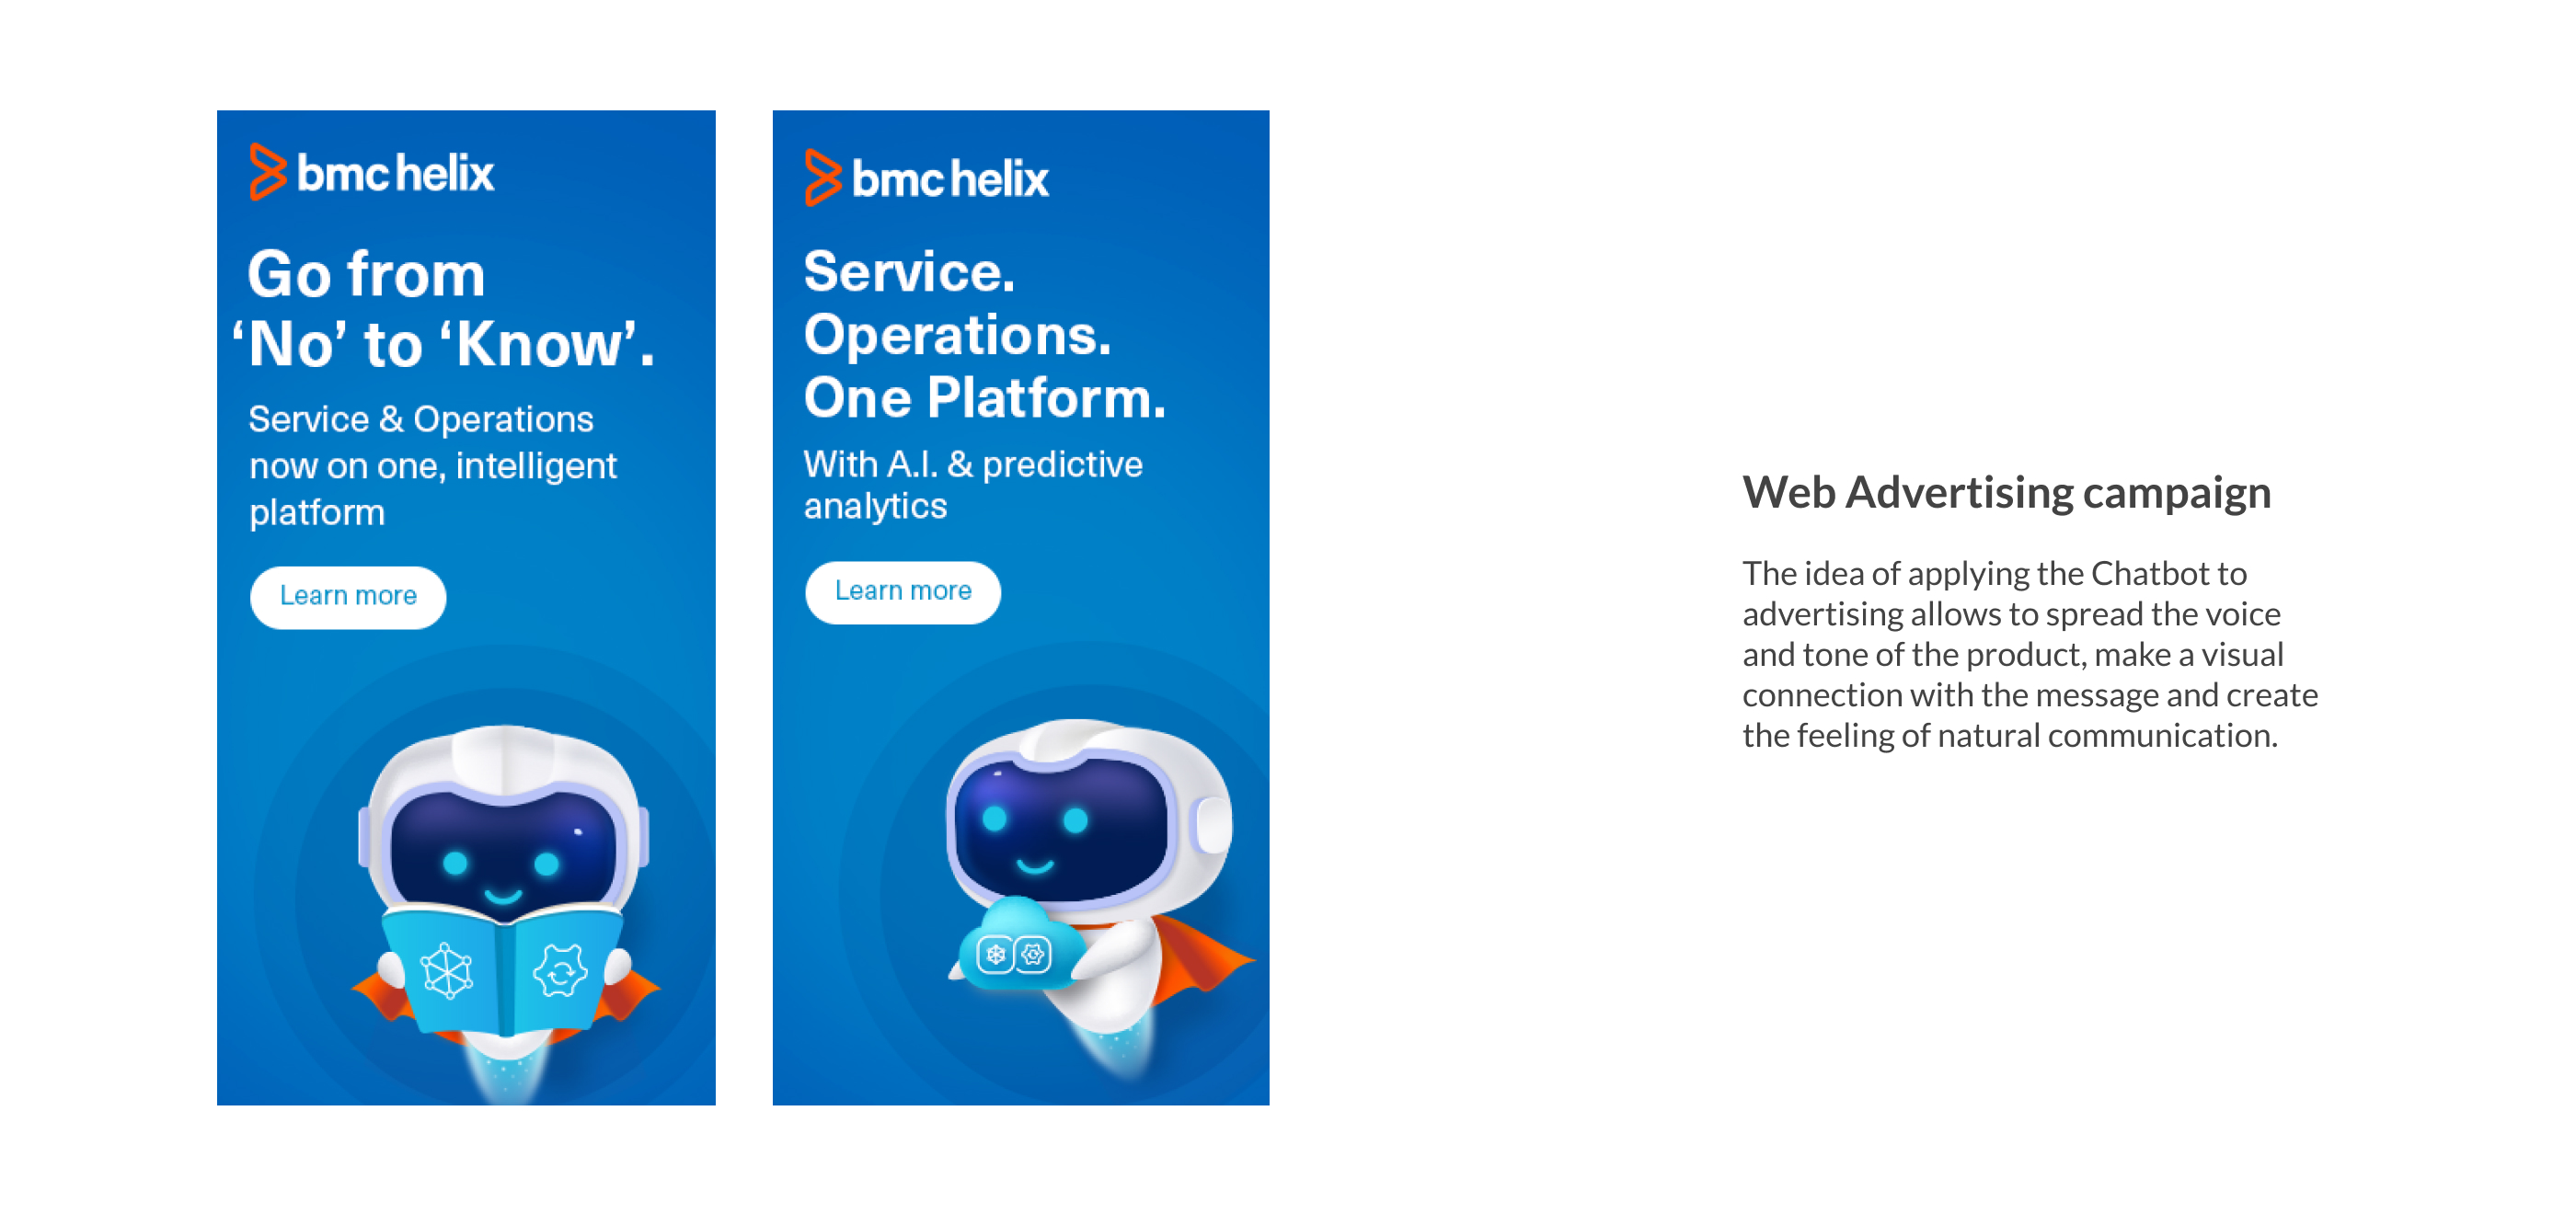 bmc helix
Go from
‘No’ to ‘Know’.
Service & Operations
now on one, intelligent
platform
Learn more
bmc helix
Service.
Operations.
One Platform.
With A.I. & predictive
analytics
Learn more
Web Advertising campaign
The idea of applying the Chatbot to
advertising allows to spread the voice
and tone of the product, make a visual
connection with the message and create
the feeling of natural communication.